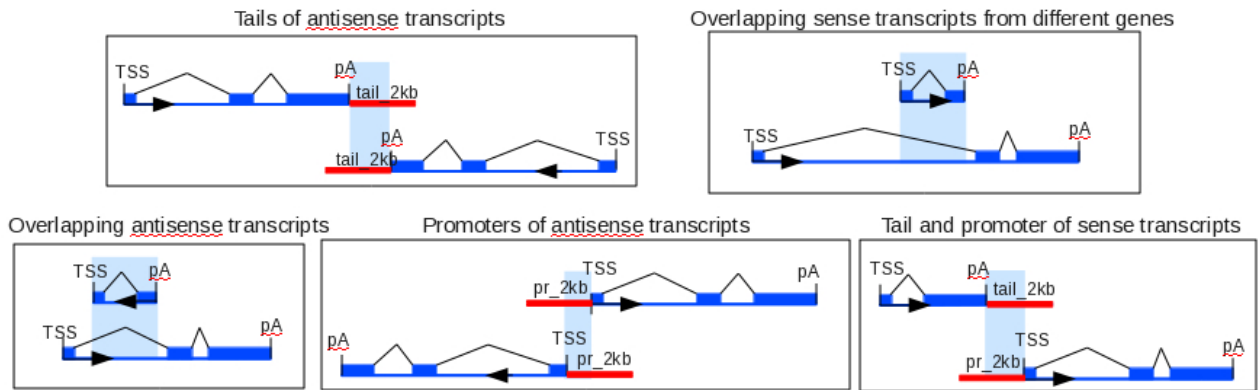 Tails of antisense transcripts
TSS
pA
tail_2kb
pA
TSS
tail_2kb
Overlapping sense transcripts from different genes
TSS
pA
TSS
pA
Overlapping antisense transcripts
TSS
pA
TSS
pA
Promoters of antisense transcripts
TSS
pA
pr_2kb
pA
TSS
pr_2kb
Tail and promoter of sense transcripts
TSS
pA
tail_2kb
TSS
pA
pr_2kb